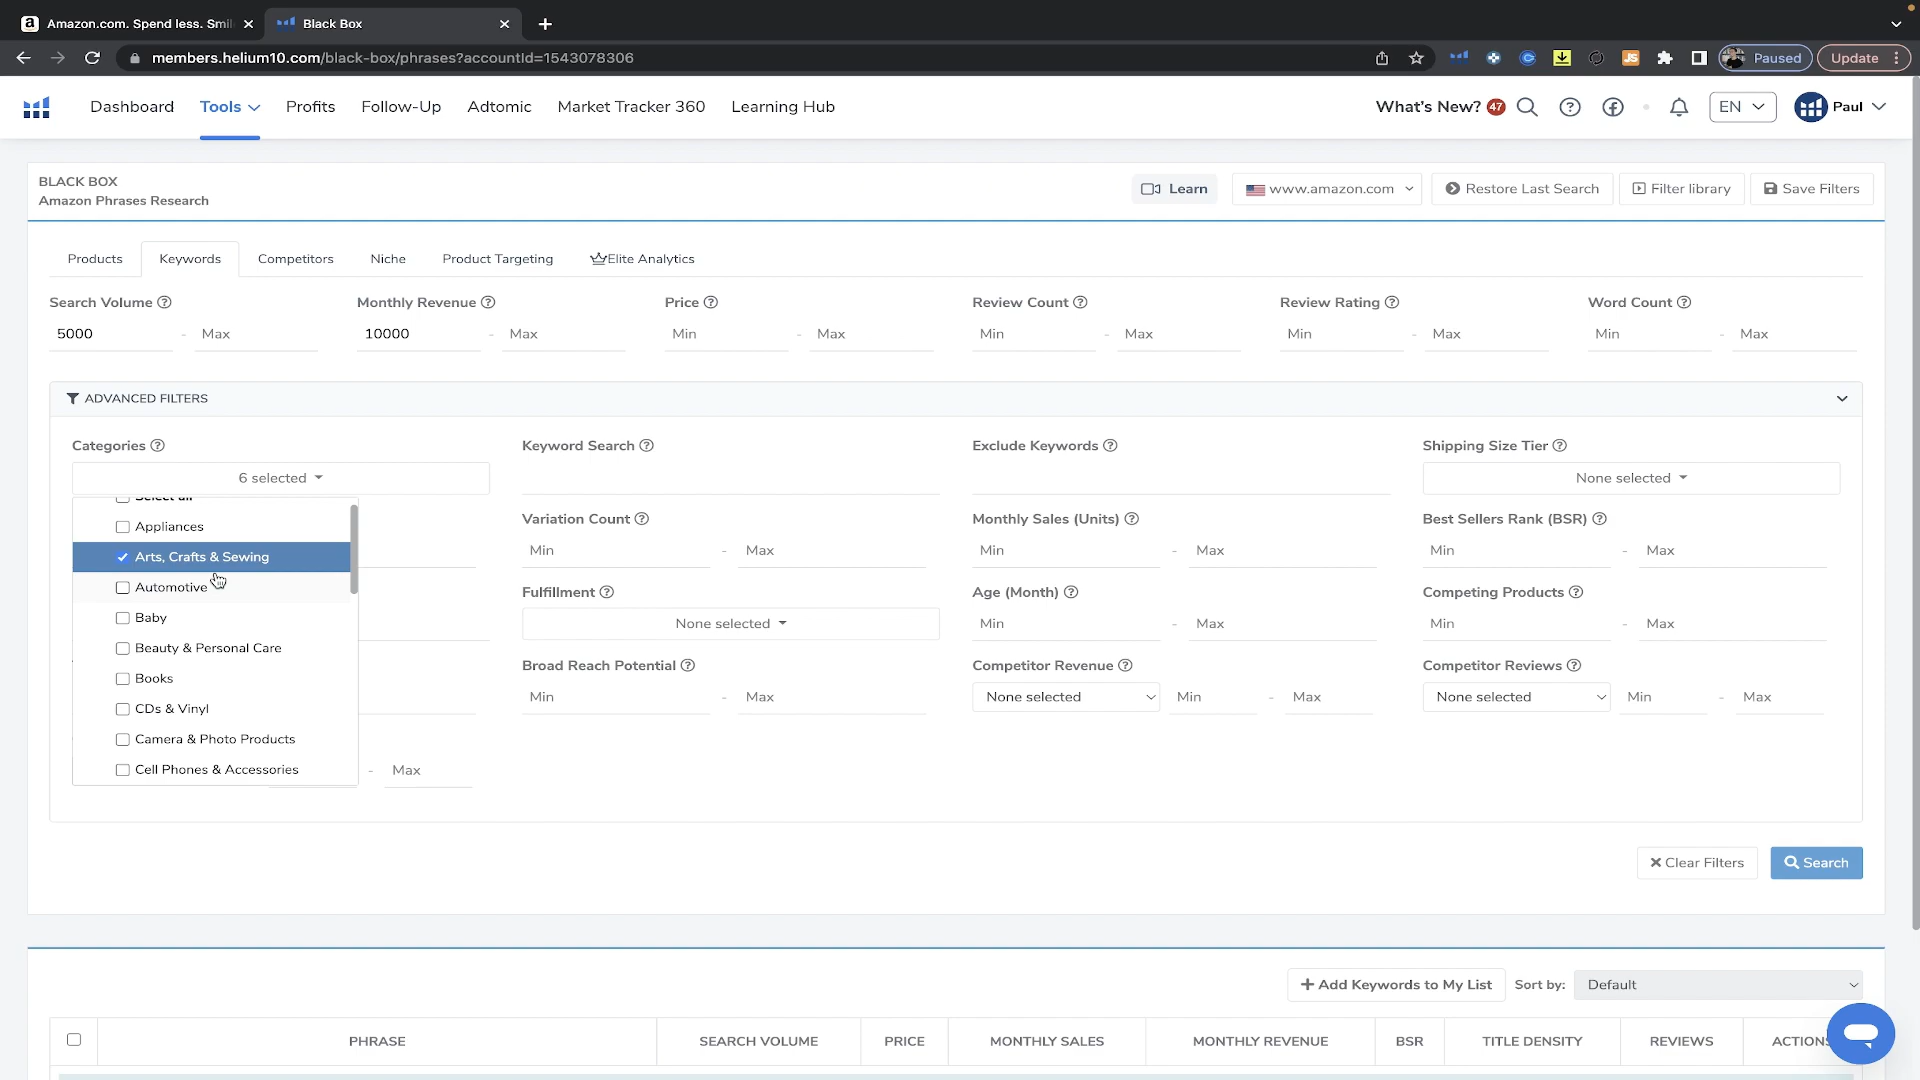 Amazon.com. Spend less. Smil
Black Box
members.helium10.com/black-box/phrases?accountId=1543078306
JS
Paused
Update
Dashboard
Tools
Profits
Follow-Up
Adtomic
Market Tracker 360
Learning Hub
What's New? 47
EN
Paul
BLACK BOX
Amazon Phrases Research
Learn
www.amazon.com
Restore Last Search
Filter library
Save Filters
Products
Keywords
Competitors
Niche
Product Targeting
Elite Analytics
Search Volume
Monthly Revenue
Price
Review Count
Review Rating
Word Count
5000 - Max
10000 - Max
Min - Max
Min - Max
Min - Max
Min - Max
ADVANCED FILTERS
Categories
Keyword Search
Exclude Keywords
Shipping Size Tier
6 selected
None selected
Select all
Appliances
Arts, Crafts & Sewing
Automotive
Baby
Beauty & Personal Care
Books
CDs & Vinyl
Camera & Photo Products
Cell Phones & Accessories
Variation Count
Monthly Sales (Units)
Best Sellers Rank (BSR)
Min - Max
Min - Max
Min - Max
Fulfillment
Age (Month)
Competing Products
None selected
Min - Max
Min - Max
Broad Reach Potential
Competitor Revenue
Competitor Reviews
Min - Max
None selected
Min - Max
None selected
Min - Max
- Max
Clear Filters
Search
Add Keywords to My List
Sort by:
Default
PHRASE
SEARCH VOLUME
PRICE
MONTHLY SALES
MONTHLY REVENUE
BSR
TITLE DENSITY
REVIEWS
ACTIONS